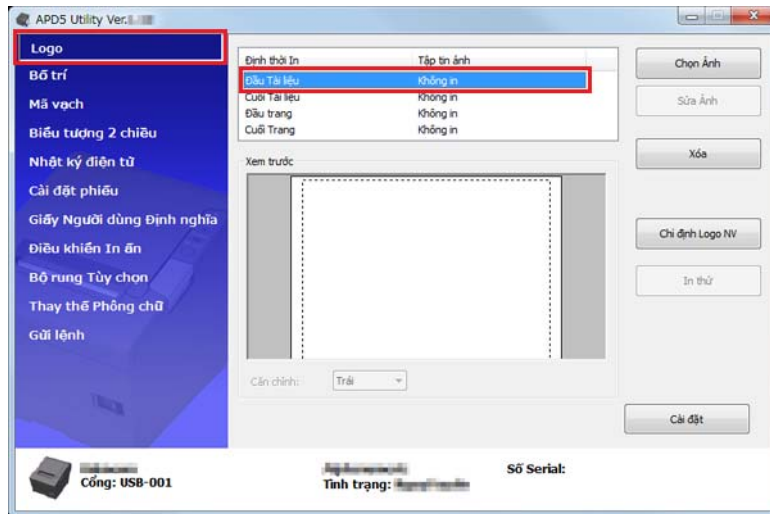 APD5 Utility Ver.
Logo
Bố trí
Mã vạch
Biểu tượng 2 chiều
Nhật ký điện tử
Cài đặt phiếu
Giấy Người dùng Định nghĩa
Điều khiển In ấn
Bộ rung Tùy chọn
Thay thế Phông chữ
Gửi lệnh
Định thời In Tập tin ảnh
Đầu Tài liệu Không in
Cuối Tài liệu Không in
Đầu trang Không in
Cuối Trang Không in
Xem trước
Căn chỉnh: Trái
Chọn Ảnh
Sửa Ảnh
Xóa
Chỉ định Logo NV
In thử
Cài đặt
Cổng: USB-001
Tình trạng:
Số Serial: